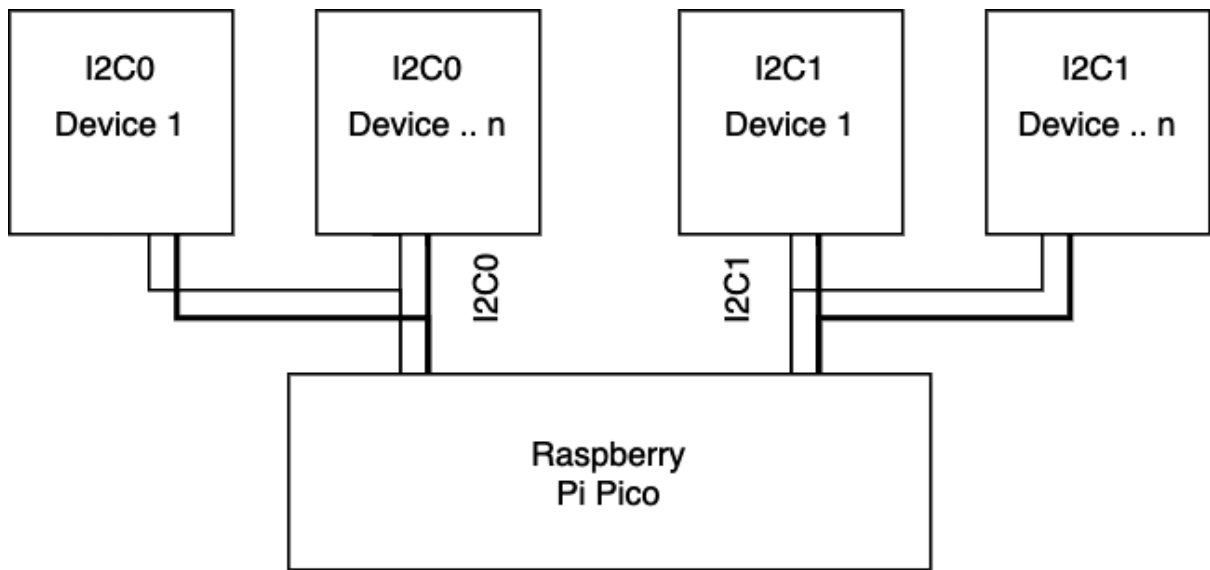 I2C0
Device 1
I2C0
Device .. n
I2C1
Device 1
I2C1
Device .. n
I2C0
I2C1
Raspberry
Pi Pico